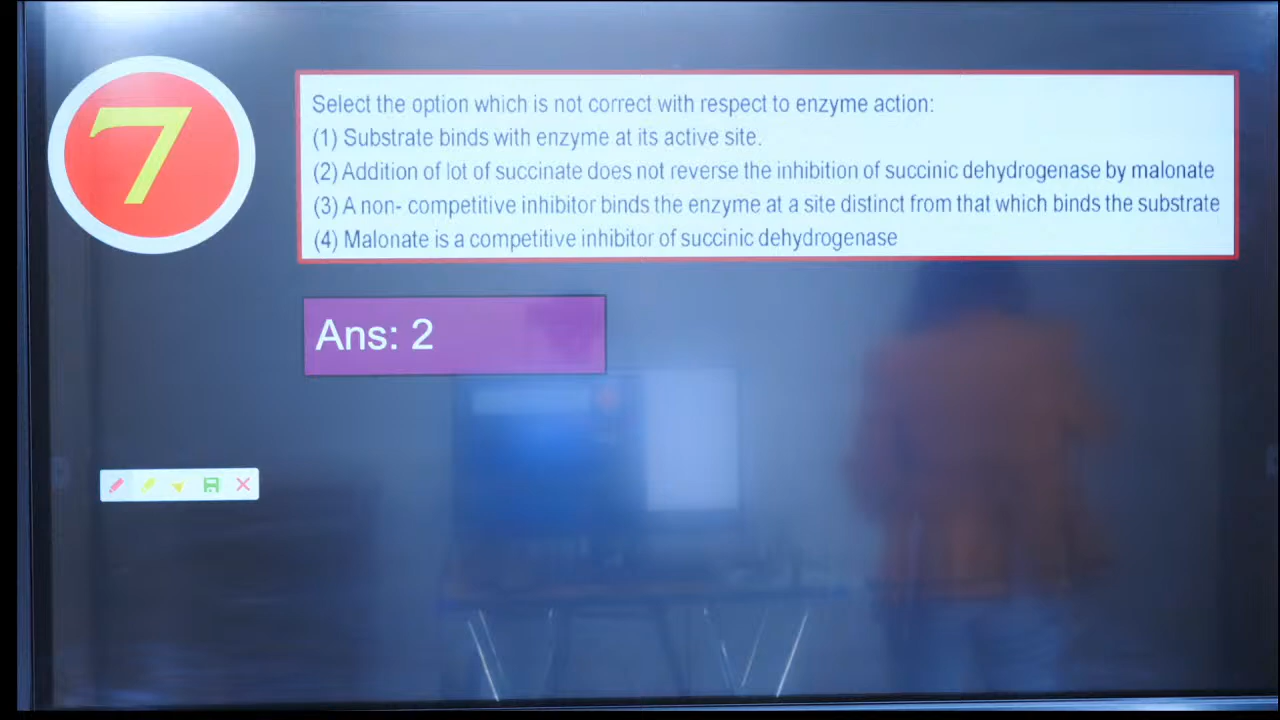 7
Select the option which is not correct with respect to enzyme action:
(1) Substrate binds with enzyme at its active site.
(2) Addition of lot of succinate does not reverse the inhibition of succinic dehydrogenase by malonate
(3) A non- competitive inhibitor binds the enzyme at a site distinct from that which binds the substrate
(4) Malonate is a competitive inhibitor of succinic dehydrogenase
Ans: 2